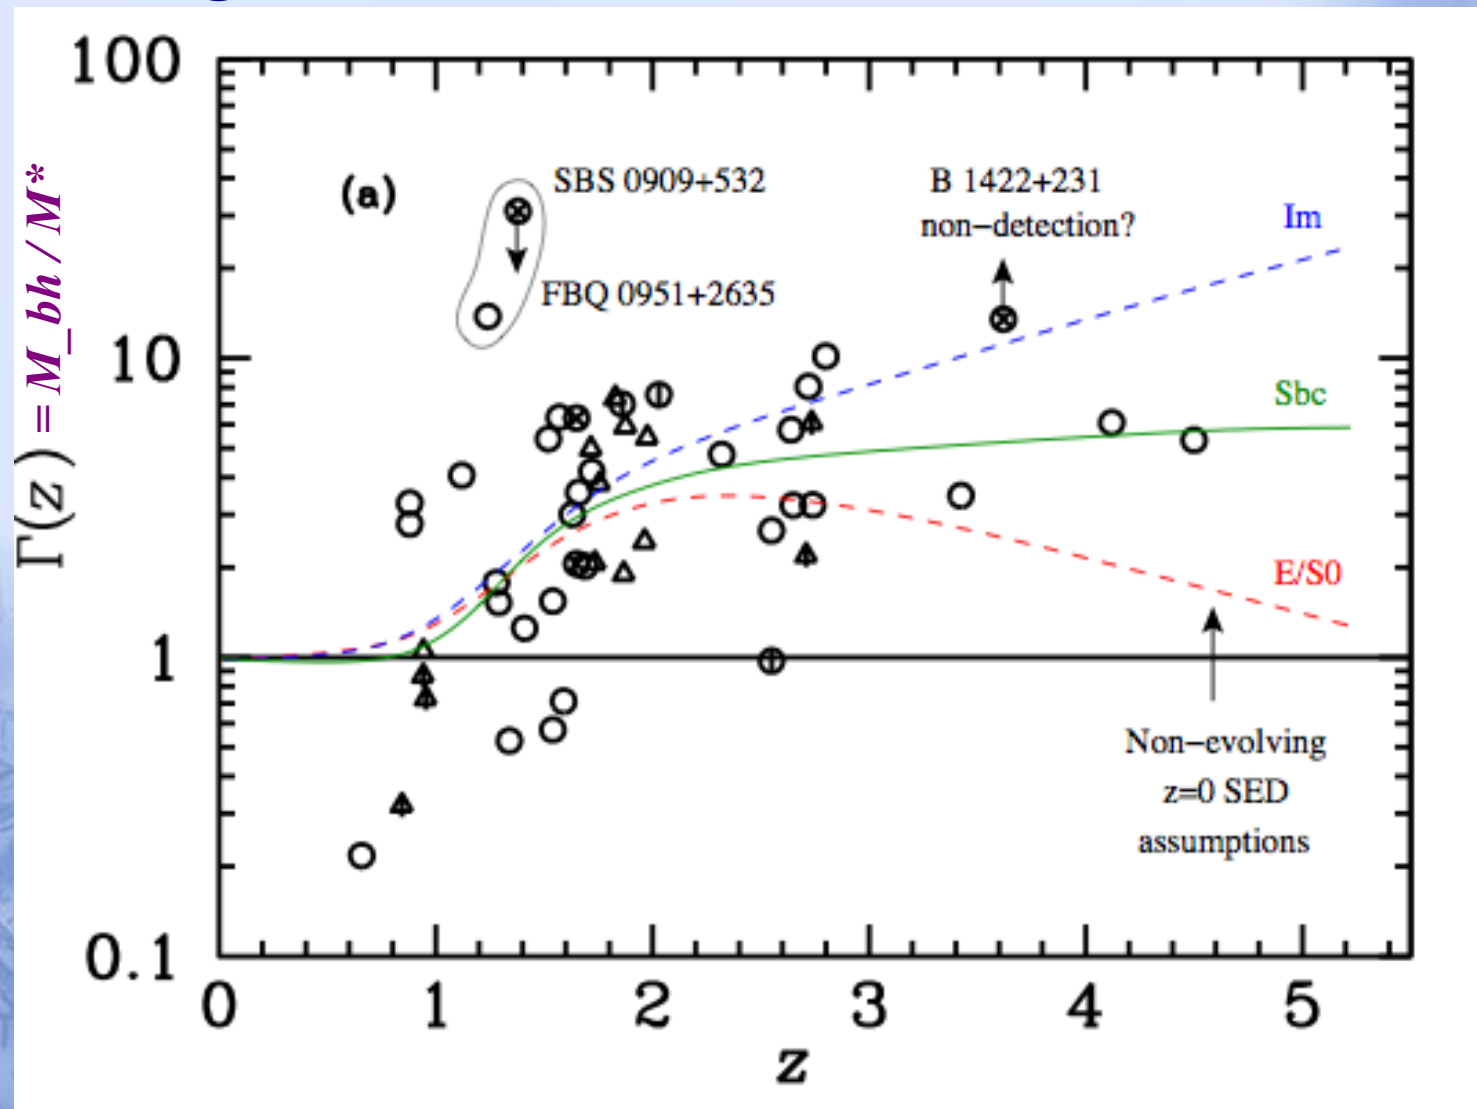 100
10
1
0.1
Γ(z) = M_bh / M*
(a)
SBS 0909+532
FBQ 0951+2635
B 1422+231
non−detection?
Im
Sbc
E/S0
Non−evolving
z=0 SED
assumptions
0 1 2 3 4 5
z